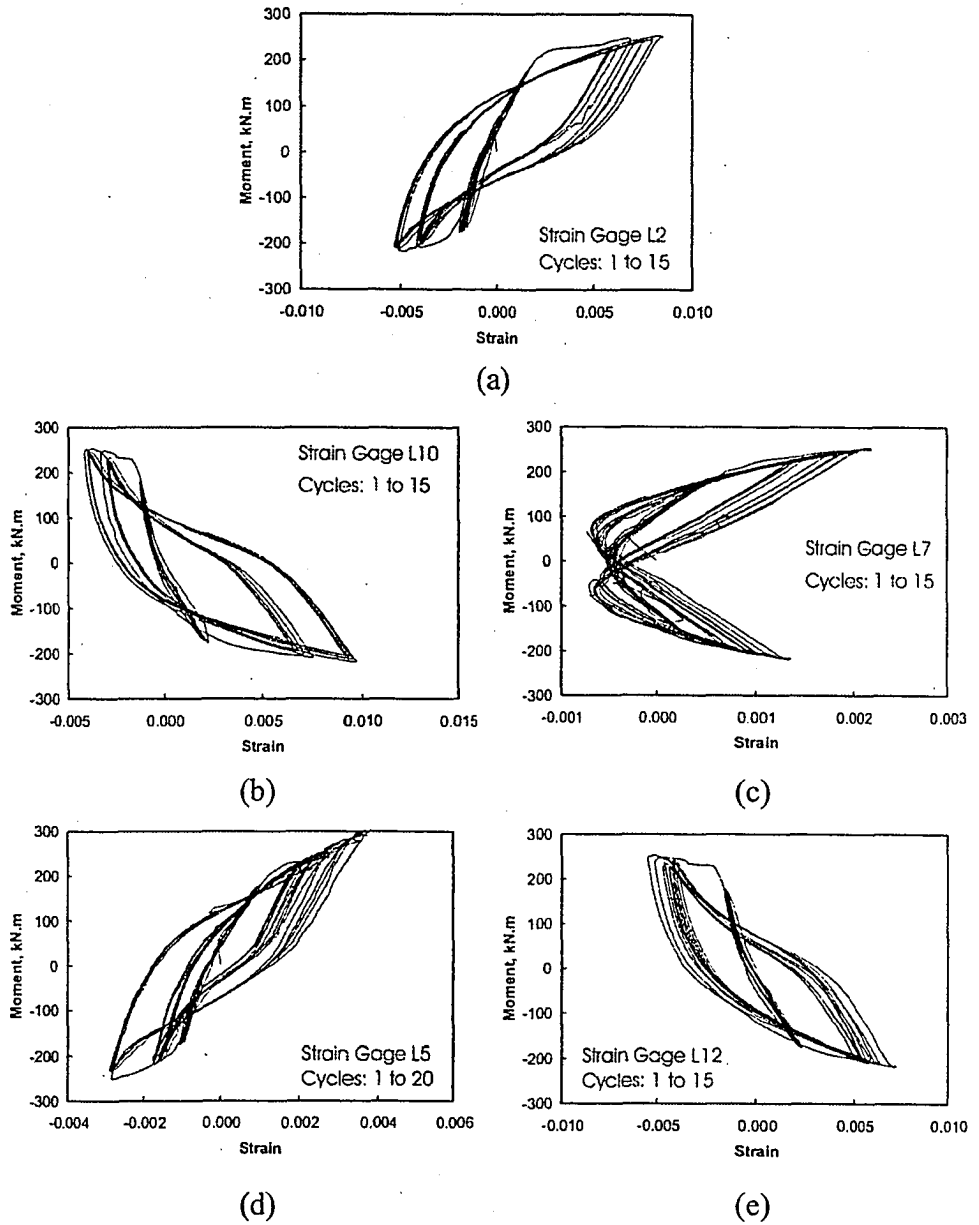 300
200
100
0
-100
-200
-300
Moment, kN.m
-0.010 -0.005 0.000 0.005 0.010
Strain
Strain Gage L2
Cycles: 1 to 15
(a)
300
200
100
0
-100
-200
-300
Moment, kN.m
-0.005 0.000 0.005 0.010 0.015
Strain
Strain Gage L10
Cycles: 1 to 15
(b)
300
200
100
0
-100
-200
-300
Moment, kN.m
-0.001 0.000 0.001 0.002 0.003
Strain
Strain Gage L7
Cycles: 1 to 15
(c)
300
200
100
0
-100
-200
-300
Moment, kN.m
-0.004 -0.002 0.000 0.002 0.004 0.006
Strain
Strain Gage L5
Cycles: 1 to 20
(d)
300
200
100
0
-100
-200
-300
Moment, kN.m
-0.010 -0.005 0.000 0.005 0.010
Strain
Strain Gage L12
Cycles: 1 to 15
(e)